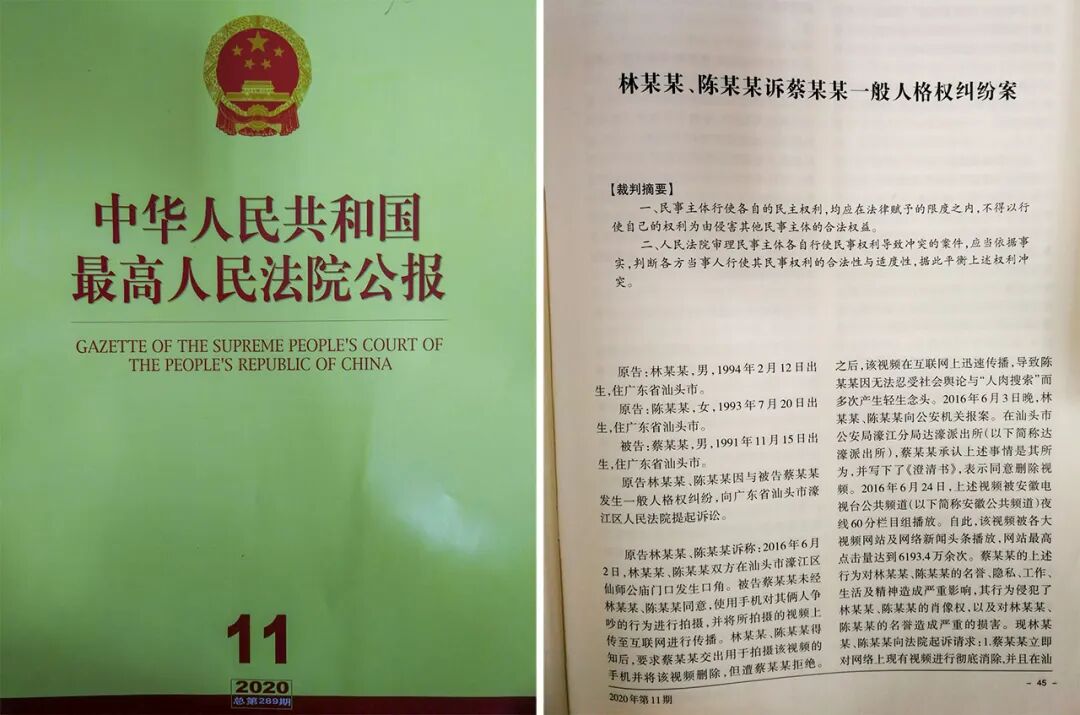 中华人民共和国
最高人民法院公报
GAZETTE OF THE SUPREME PEOPLE'S COURT OF
THE PEOPLE'S REPUBLIC OF CHINA
11
2020
总第289期
林某某、陈某某诉蔡某某一般人格权纠纷案
【裁判摘要】
一、民事主体行使各自的民主权利,均应在法律赋予的限度之内,不得以行
使自己的权利为由侵害其他民事主体的合法权益。
二、人民法院审理民事主体各自行使民事权利导致冲突的案件,应当依据事
实,判断各方当事人行使其民事权利的合法性与适度性,据此平衡上述权利冲
突。
原告:林某某,男,1994年2月12日出
生,住广东省汕头市。
原告:陈某某,女,1993年7月20日出
生,住广东省汕头市。
被告:蔡某某,男,1991年11月15日出
生,住广东省汕头市。
原告林某某、陈某某因与被告蔡某某
发生一般人格权纠纷,向广东省汕头市濠
江区人民法院提起诉讼。
原告林某某、陈某某诉称:2016年6月
2日,林某某、陈某某双方在汕头市濠江区
仙师公庙门口发生口角。被告蔡某某未经
林某某、陈某某同意,使用手机对其俩人争
吵的行为进行拍摄,并将所拍摄的视频上
传至互联网进行传播。林某某、陈某某得
知后,要求蔡某某交出用于拍摄该视频的
手机并将该视频删除,但遭蔡某某拒绝。
之后,该视频在互联网上迅速传播,导致陈
某某因无法忍受社会舆论与“人肉搜索”而
多次产生轻生念头。2016年6月3日晚,林
某某、陈某某向公安机关报案。在汕头市
公安局濠江分局达濠派出所(以下简称达
濠派出所),蔡某某承认上述事情是其所
为,并写下了《澄清书》,表示同意删除视
频。2016年6月24日,上述视频被安徽电
视台公共频道(以下简称安徽公共频道)夜
线60分栏目组播放。自此,该视频被各大
视频网站及网络新闻头条播放,网站最高
点击量达到6193.4万余次。蔡某某的上述
行为对林某某、陈某某的名誉、隐私、工作、
生活及精神造成严重影响,其行为侵犯了
林某某、陈某某的肖像权,以及对林某某、
陈某某的名誉造成严重的损害。现林某
某、陈某某向法院起诉请求:1.蔡某某立即
对网络上现有视频进行彻底消除,并且在汕
- 45 -
2020年第11期